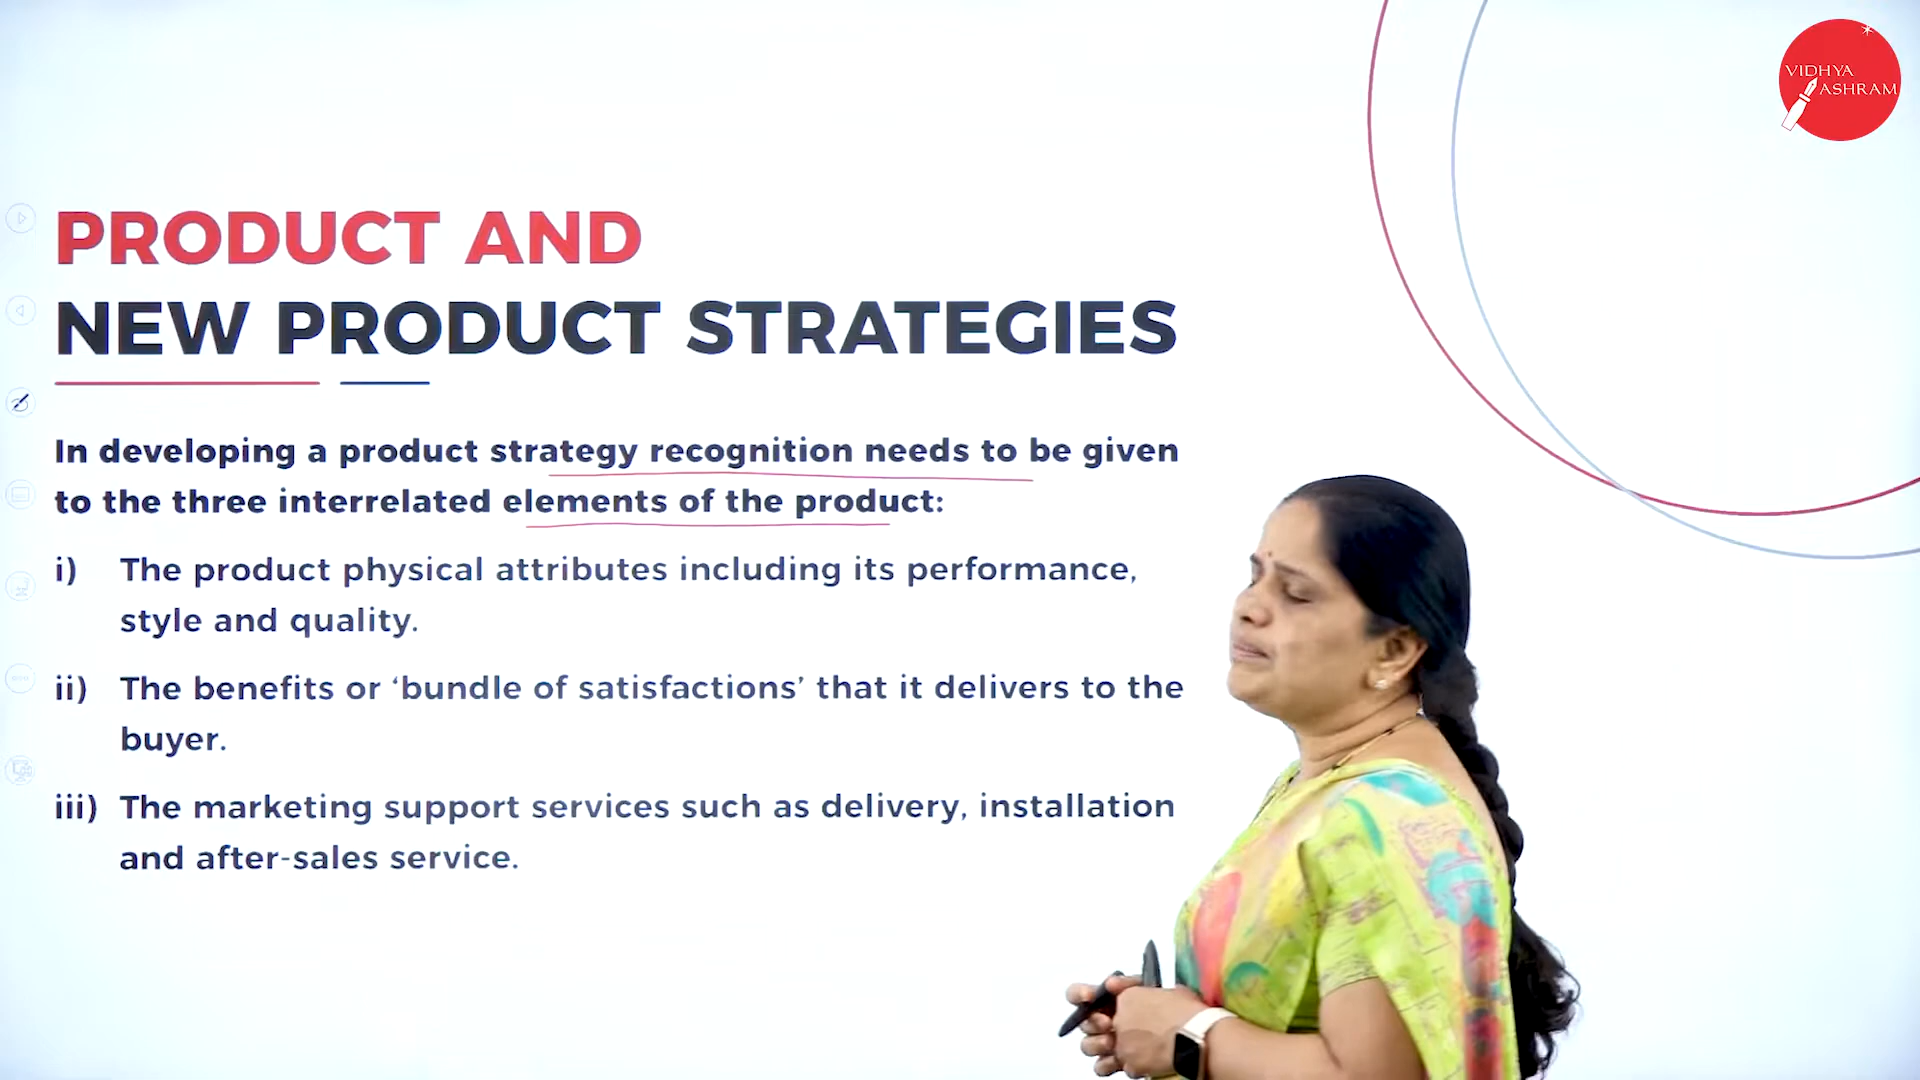 VIDHYA
ASHRAM
PRODUCT AND
NEW PRODUCT STRATEGIES
In developing a product strategy recognition needs to be given
to the three interrelated elements of the product:
i) The product physical attributes including its performance,
style and quality.
ii) The benefits or ‘bundle of satisfactions’ that it delivers to the
buyer.
iii) The marketing support services such as delivery, installation
and after-sales service.